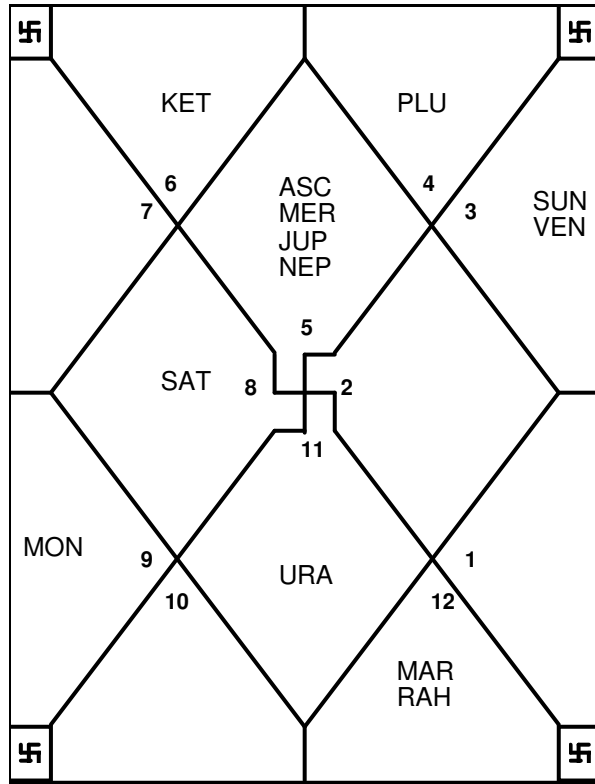 KET
PLU
6
4
7
3
ASC
MER
JUP
NEP
SUN
VEN
5
SAT
8
2
11
MON
9
1
URA
10
12
MAR
RAH